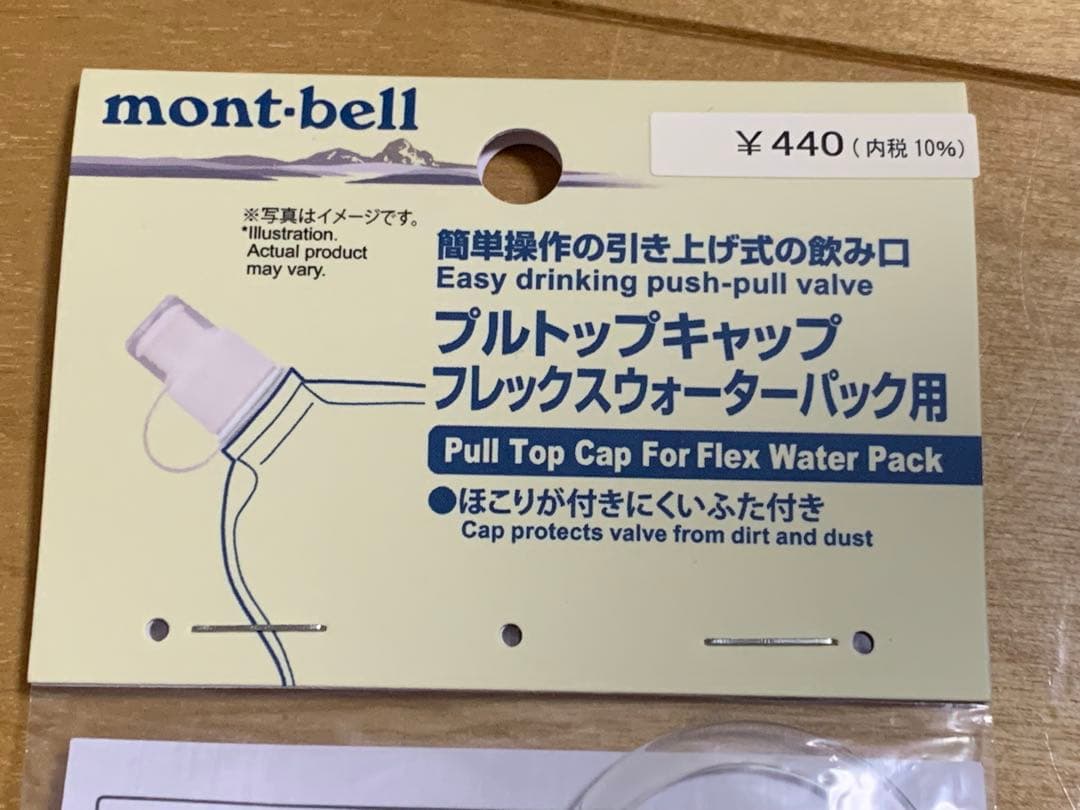 mont-bell
¥440(内税10%)
※写真はイメージです。
*Illustration.
Actual product
may vary.
簡単操作の引き上げ式の飲み口
Easy drinking push-pull valve
プルトップキャップ
フレックスウォーターパック用
Pull Top Cap For Flex Water Pack
●ほこりが付きにくいふた付き
Cap protects valve from dirt and dust